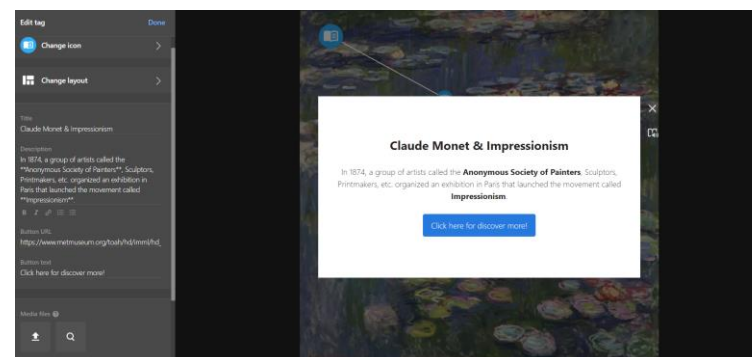 Edit tag
Done
Change icon
Change layout
Title
Claude Monet & Impressionism
Description
In 1874, a group of artists called the
**Anonymous Society of Painters**, Sculptors,
Printmakers, etc. organized an exhibition in
Paris that launched the movement called
**Impressionism**
B I
Button URL
https://www.metmuseum.org/toah/hd/imml/hd_
Button text
Click here for discover more!
Media files
Claude Monet & Impressionism
In 1874, a group of artists called the Anonymous Society of Painters, Sculptors,
Printmakers, etc. organized an exhibition in Paris that launched the movement called
Impressionism.
Click here for discover more!